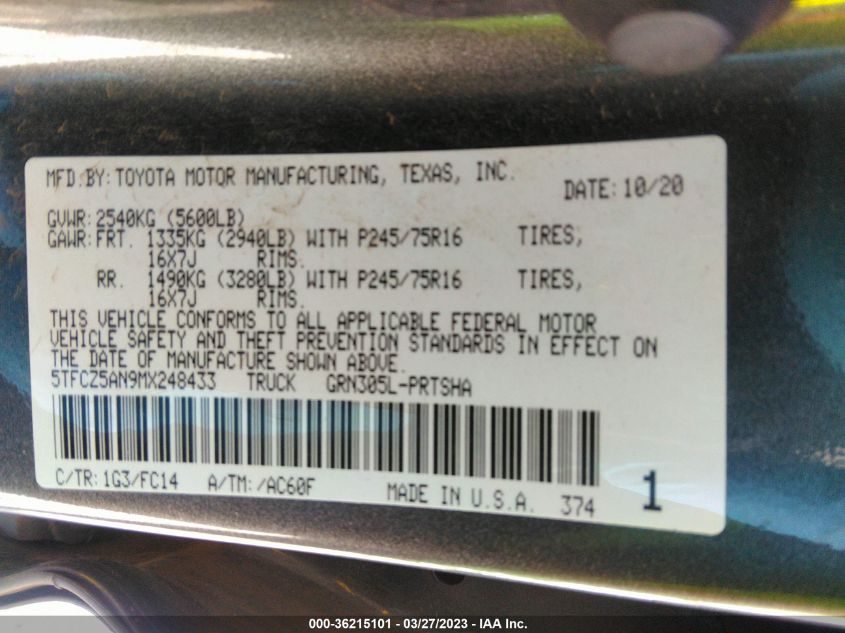 MFD.BY: TOYOTA MOTOR MANUFACTURING, TEXAS, INC. DATE: 10/20
GVWR: 2540KG (5600LB)
GAWR: FRT. 1335KG (2940LB) WITH P245/75R16 TIRES,
16X7J RIMS.
RR. 1490KG (3280LB) WITH P245/75R16 TIRES,
16X7J RIMS.
THIS VEHICLE CONFORMS TO ALL APPLICABLE FEDERAL MOTOR
VEHICLE SAFETY AND THEFT PREVENTION STANDARDS IN EFFECT ON
THE DATE OF MANUFACTURE SHOWN ABOVE.
5TFCZ5AN9MX248433 TRUCK GRN305L-PRTSHA
C/TR: 1G3/FC14 A/TM: /AC60F MADE IN U.S.A. 374 1
000-36215101 — 03/27/2023 — IAA Inc.